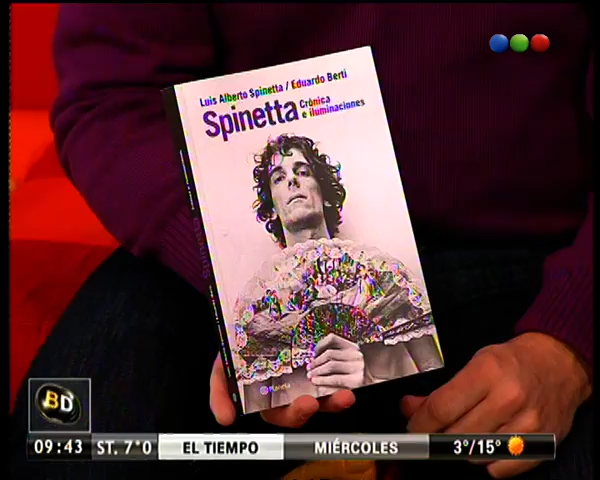 Luis Alberto Spinetta / Eduardo Berti
Spinetta Crónica
e iluminaciones
Planeta
BD
09:43 ST. 7°0 EL TIEMPO MIÉRCOLES 3°/15°